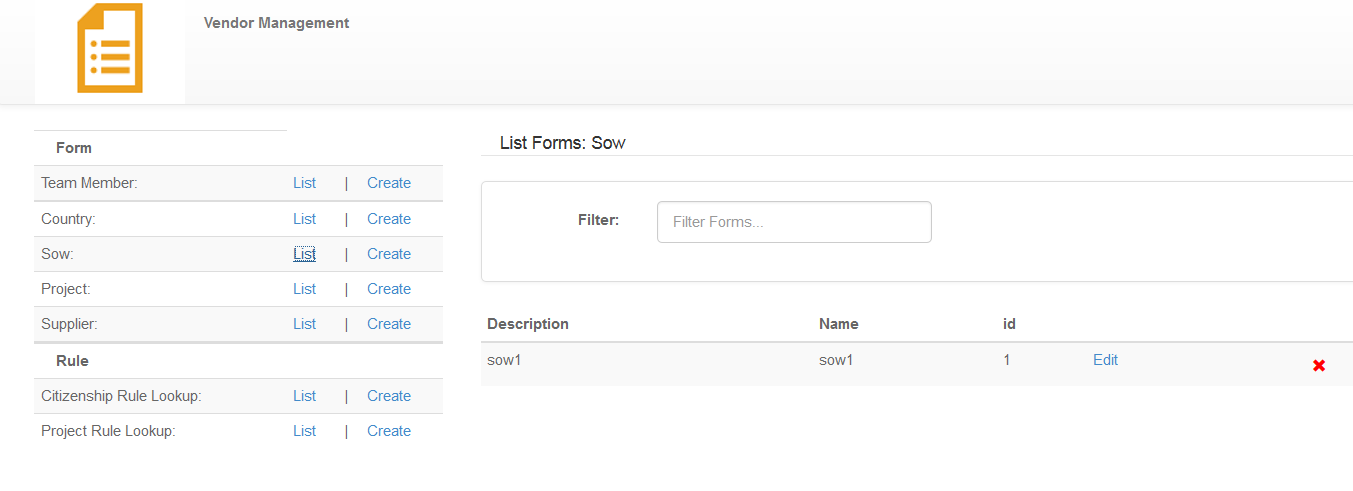 Vendor Management
Form
Team Member: List | Create
Country: List | Create
Sow: List | Create
Project: List | Create
Supplier: List | Create
Rule
Citizenship Rule Lookup: List | Create
Project Rule Lookup: List | Create
List Forms: Sow
Filter: Filter Forms...
Description Name id
sow1 sow1 1 Edit